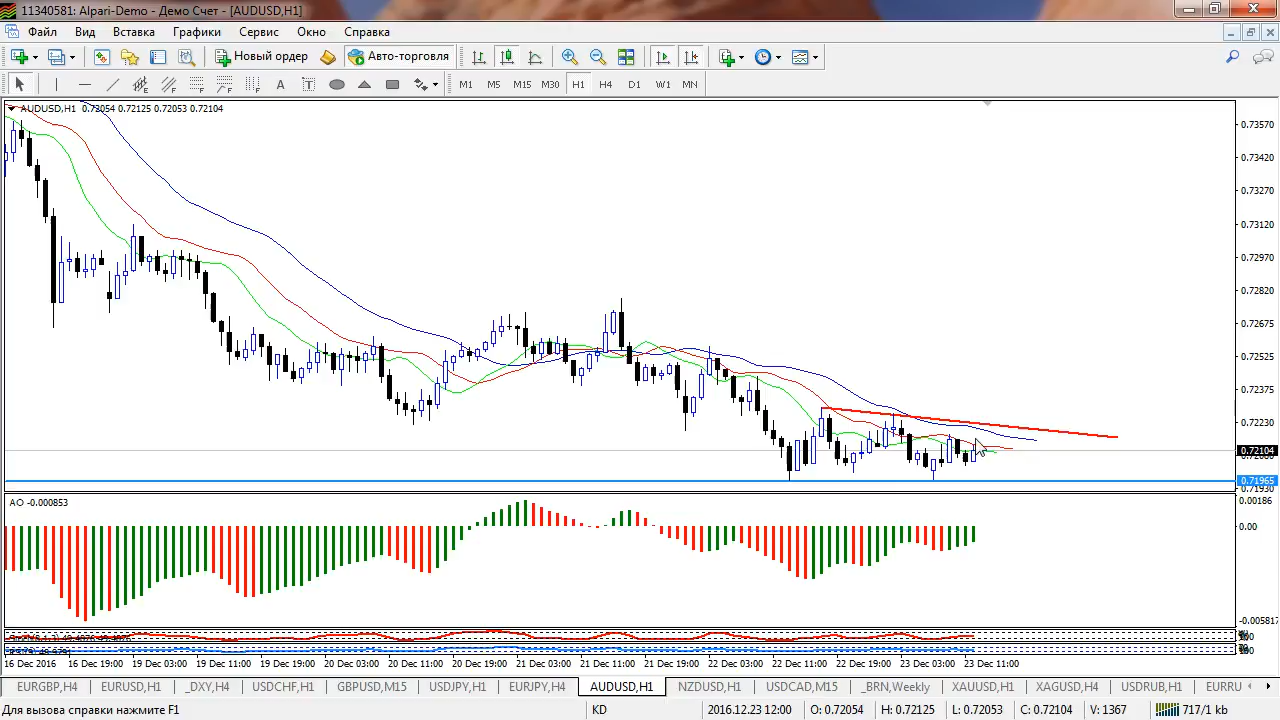 11340581: Alpari-Demo - Демо Счет - [AUDUSD,H1]
Файл Вид Вставка Графики Сервис Окно Справка
Новый ордер Авто-торговля
A T M1 M5 M15 M30 H1 H4 D1 W1 MN
AUDUSD,H1 0.72054 0.72125 0.72053 0.72104
0.73570
0.73420
0.73270
0.73120
0.72970
0.72820
0.72675
0.72525
0.72375
0.72230
0.72104
0.71965
0.71930
AO -0.000853
0.00186
0.00
-0.005817
16 Dec 2016 16 Dec 19:00 19 Dec 03:00 19 Dec 11:00 19 Dec 19:00 20 Dec 03:00 20 Dec 11:00 20 Dec 19:00 21 Dec 03:00 21 Dec 11:00 21 Dec 19:00 22 Dec 03:00 22 Dec 11:00 22 Dec 19:00 23 Dec 03:00 23 Dec 11:00
EURGBP,H4 EURUSD,H1 _DXY,H4 USDCHF,H1 GBPUSD,M15 USDJPY,H1 EURJPY,H4 AUDUSD,H1 NZDUSD,H1 USDCAD,M15 _BRN,Weekly XAUUSD,H1 XAGUSD,H4 USDRUB,H1 EURRU
Для вызова справки нажмите F1 KD 2016.12.23 12:00 O: 0.72054 H: 0.72125 L: 0.72053 C: 0.72104 V: 1367 717/1 kb